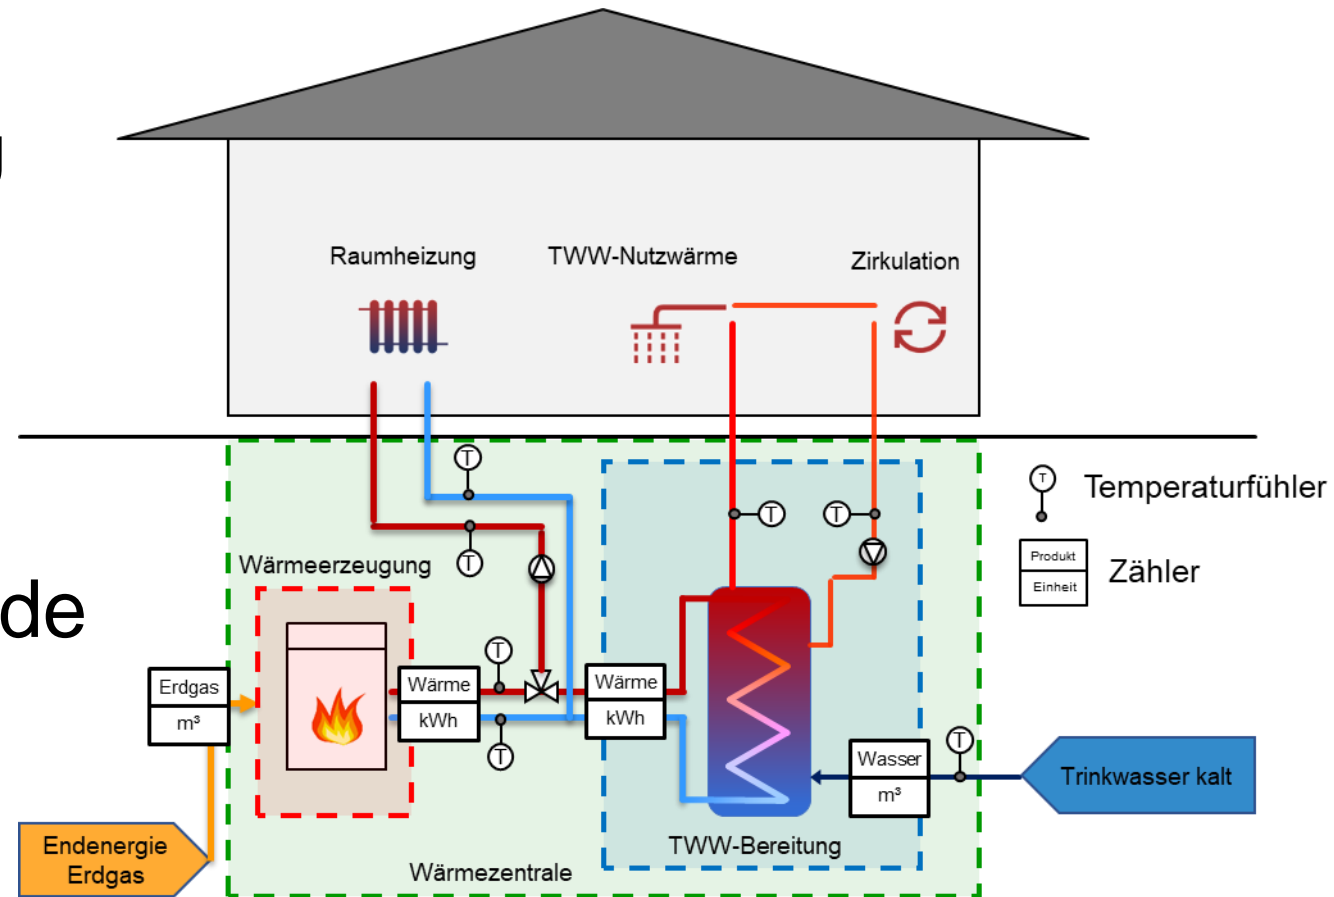 g
Raumheizung
TWW-Nutzwärme
Zirkulation
T
T
T
T
T
Temperaturfühler
Wärmeerzeugung
Produkt
Einheit
Zähler
de
T
Erdgas
m³
Wärme
kWh
Wärme
kWh
T
T
Wasser
m³
Trinkwasser kalt
TWW-Bereitung
Endenergie
Erdgas
Wärmezentrale